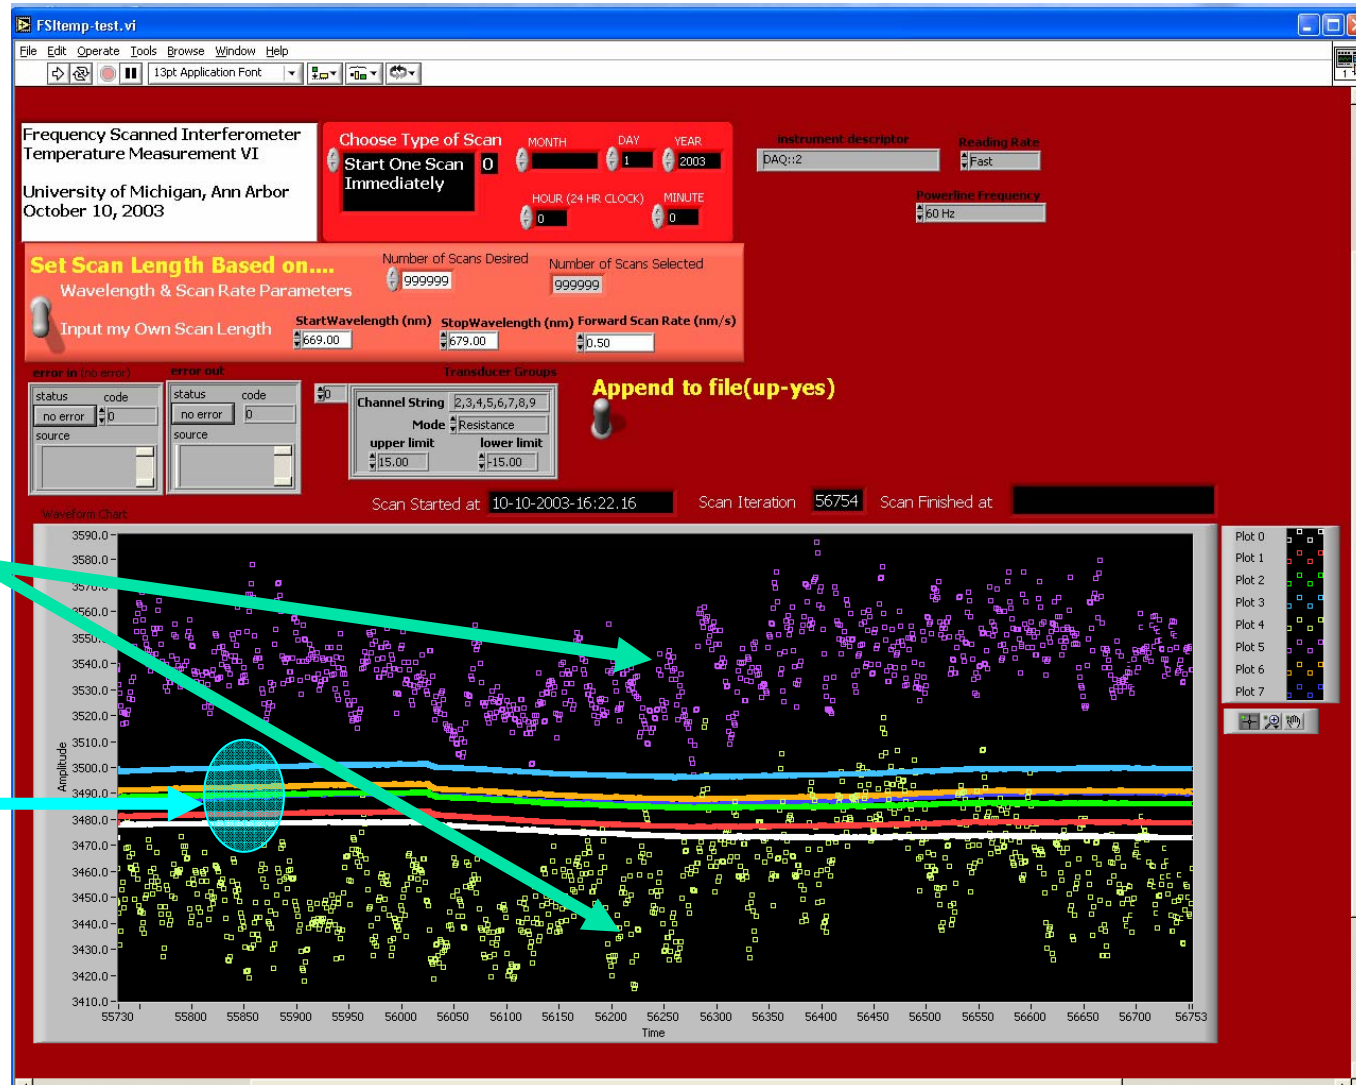 FSItemp-test.vi
File Edit Operate Tools Browse Window Help
13pt Application Font
1
Frequency Scanned Interferometer
Temperature Measurement VI
University of Michigan, Ann Arbor
October 10, 2003
Choose Type of Scan
Start One Scan
Immediately
0
MONTH DAY YEAR
1 2003
HOUR (24 HR CLOCK) MINUTE
0 0
instrument descriptor
DAQ::2
Reading Rate
Fast
Powerline Frequency
60 Hz
Set Scan Length Based on....
Wavelength & Scan Rate Parameters
Input my Own Scan Length
Number of Scans Desired
999999
Number of Scans Selected
999999
StartWavelength (nm) StopWavelength (nm) Forward Scan Rate (nm/s)
669.00 679.00 0.50
error in (no error)
status code
no error 0
source
error out
status code
no error 0
source
0
Transducer Groups
Channel String 2,3,4,5,6,7,8,9
Mode Resistance
upper limit lower limit
15.00 -15.00
Append to file(up-yes)
Scan Started at 10-10-2003-16:22.16 Scan Iteration 56754 Scan Finished at
Waveform Chart
3590.0
3580.0
3570.0
3560.0
3550.0
3540.0
3530.0
3520.0
3510.0
3500.0
3490.0
3480.0
3470.0
3460.0
3450.0
3440.0
3430.0
3420.0
3410.0
Amplitude
55730 55800 55850 55900 55950 56000 56050 56100 56150 56200 56250 56300 56350 56400 56450 56500 56550 56600 56650 56700 56753
Time
Plot 0
Plot 1
Plot 2
Plot 3
Plot 4
Plot 5
Plot 6
Plot 7